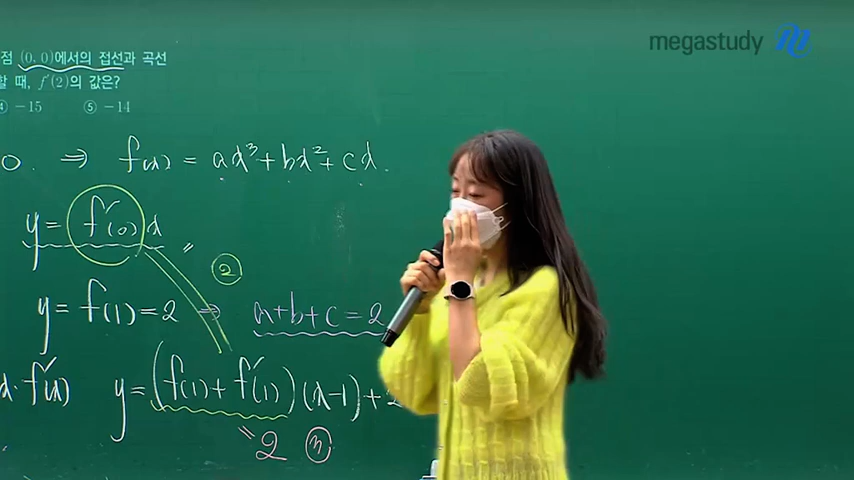 megastudy
점 (0, 0)에서의 접선과 곡선
할 때, f′(2)의 값은?
④ -15 ⑤ -14
0. ⇒ f(x) = ax³+bx²+cx.
y = f′(0)x
②
y = f(1) = 2 ⇒ a+b+c=2
x·f′(x) y = (f(1)+f′(1))(x-1)+2
=2 ③